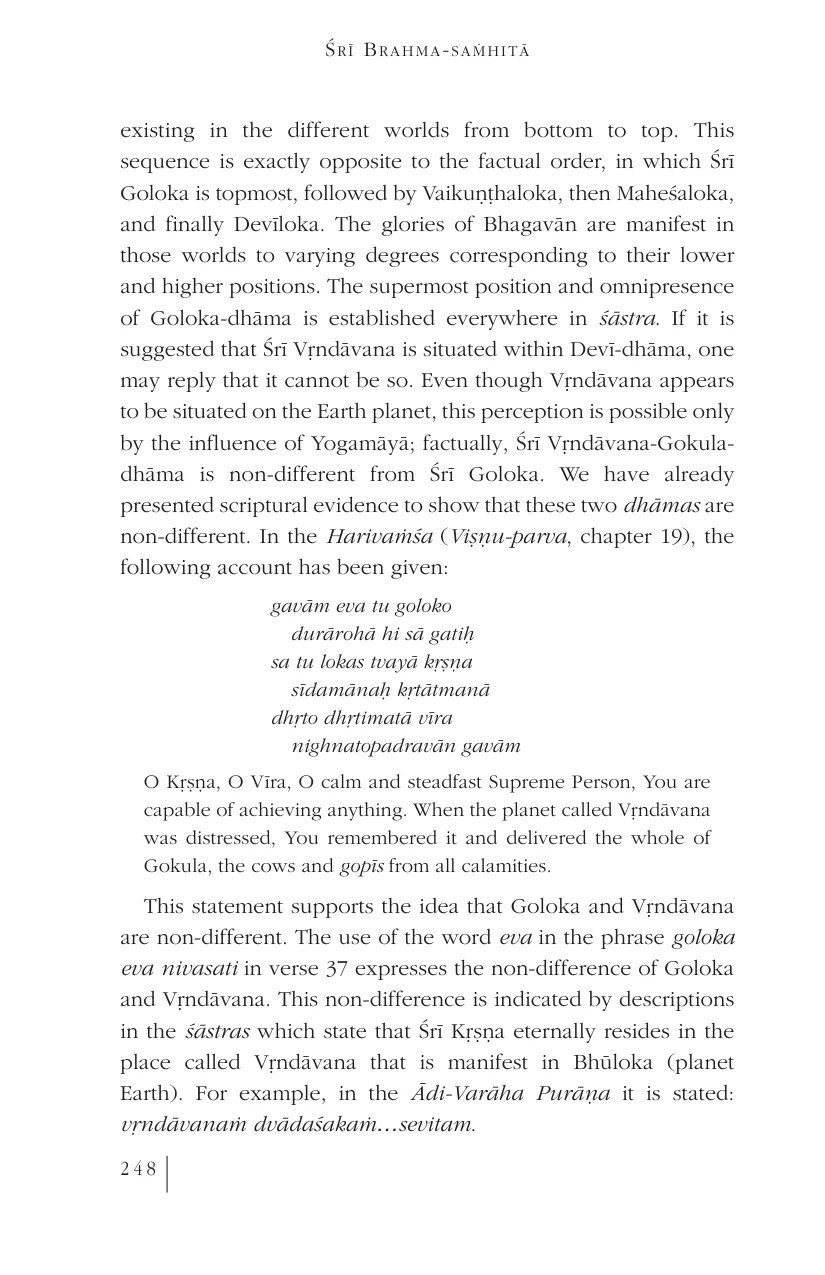 Śrī Brahma-saṁhitā
existing in the different worlds from bottom to top. This
sequence is exactly opposite to the factual order, in which Śrī
Goloka is topmost, followed by Vaikuṇṭhaloka, then Maheśaloka,
and finally Devīloka. The glories of Bhagavān are manifest in
those worlds to varying degrees corresponding to their lower
and higher positions. The supermost position and omnipresence
of Goloka-dhāma is established everywhere in śāstra. If it is
suggested that Śrī Vṛndāvana is situated within Devī-dhāma, one
may reply that it cannot be so. Even though Vṛndāvana appears
to be situated on the Earth planet, this perception is possible only
by the influence of Yogamāyā; factually, Śrī Vṛndāvana-Gokula-
dhāma is non-different from Śrī Goloka. We have already
presented scriptural evidence to show that these two dhāmas are
non-different. In the Harivaṁśa (Viṣṇu-parva, chapter 19), the
following account has been given:
gavām eva tu goloko
durārohā hi sā gatiḥ
sa tu lokas tvayā kṛṣṇa
sīdamānaḥ kṛtātmanā
dhṛto dhṛtimatā vīra
nighnatopadravān gavām
O Kṛṣṇa, O Vīra, O calm and steadfast Supreme Person, You are
capable of achieving anything. When the planet called Vṛndāvana
was distressed, You remembered it and delivered the whole of
Gokula, the cows and gopīs from all calamities.
This statement supports the idea that Goloka and Vṛndāvana
are non-different. The use of the word eva in the phrase goloka
eva nivasati in verse 37 expresses the non-difference of Goloka
and Vṛndāvana. This non-difference is indicated by descriptions
in the śāstras which state that Śrī Kṛṣṇa eternally resides in the
place called Vṛndāvana that is manifest in Bhūloka (planet
Earth). For example, in the Ādi-Varāha Purāṇa it is stated:
vṛndāvanaṁ dvādaśakaṁ...sevitam.
248